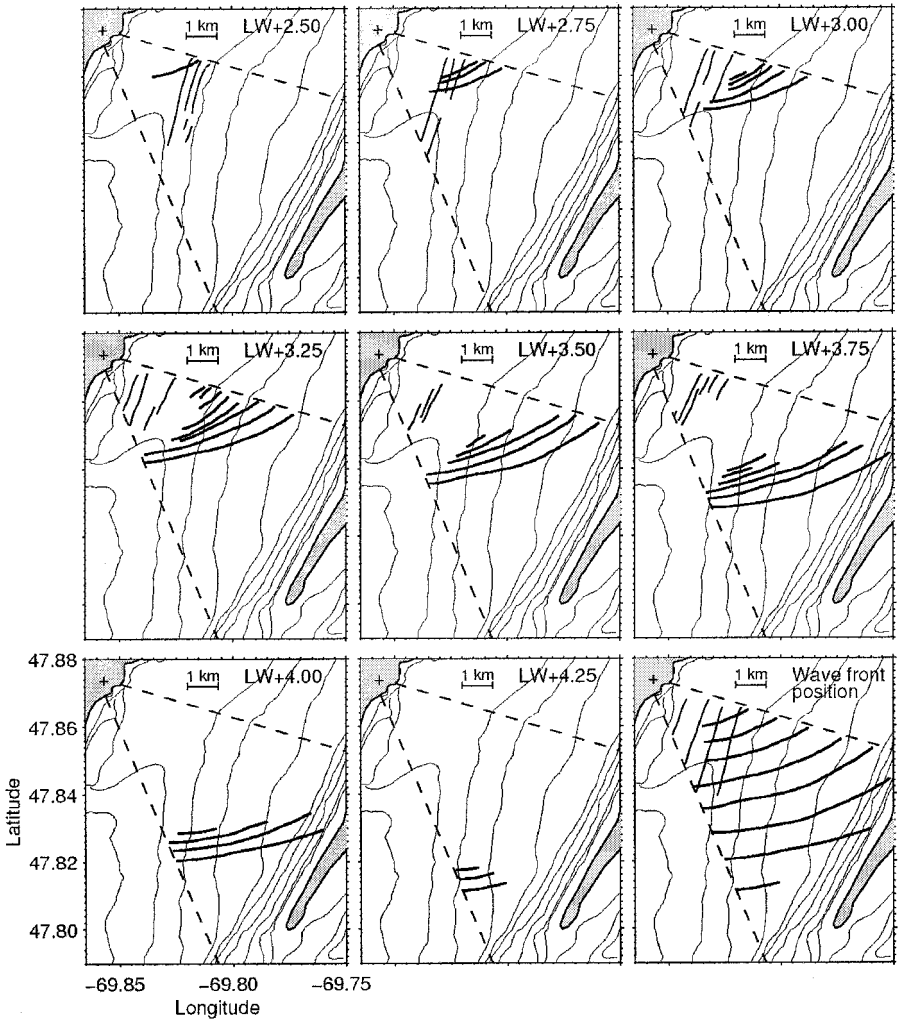 1 km LW+2.50
1 km LW+2.75
1 km LW+3.00
1 km LW+3.25
1 km LW+3.50
1 km LW+3.75
1 km LW+4.00
1 km LW+4.25
1 km Wave front
position
47.88
47.86
47.84
47.82
47.80
Latitude
−69.85 −69.80 −69.75
Longitude